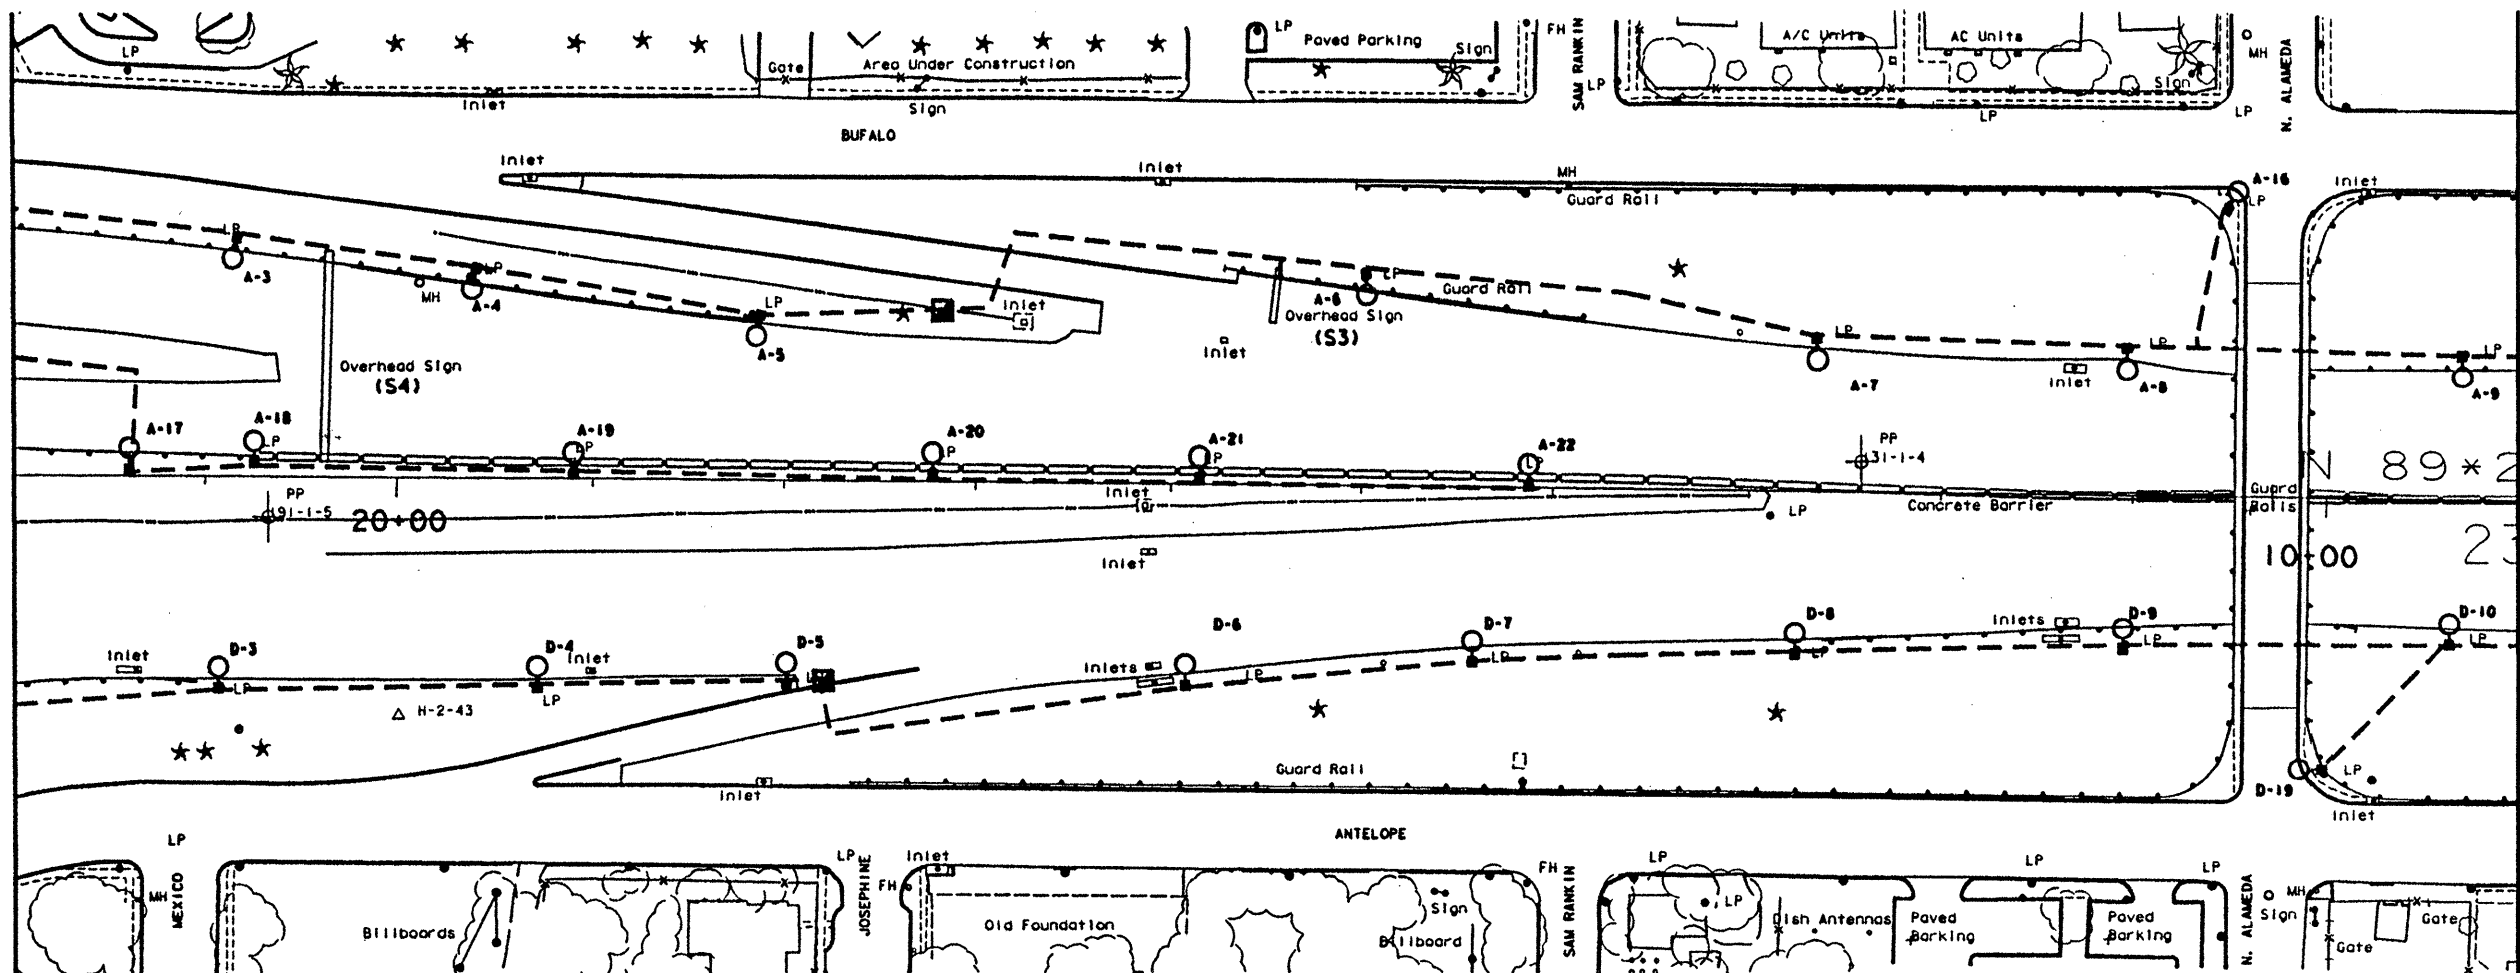 LP
LP
Paved Parking
Sign
FH
SAM RANKIN
A/C Units
AC Units
MH
N. ALAMEDA
Gate
Area Under Construction
Inlet
Sign
LP
Sign
LP
LP
BUFALO
Inlet
Inlet
MH
Guard Rail
A-16
LP
Inlet
LP
A-3
LP
MH
A-4
LP
A-5
Inlet
LP
A-6
Guard Rail
Overhead Sign
(S3)
Inlet
LP
A-7
LP
Inlet
A-8
LP
A-9
Overhead Sign
(S4)
A-17
A-18
LP
A-19
LP
A-20
LP
A-21
LP
A-22
LP
PP
131-1-4
N 89*2
PP
191-1-5
20+00
Inlet
LP
Concrete Barrier
Guard
Rails
23
10+00
Inlet
Inlet
D-3
LP
D-4
Inlet
LP
D-5
H-2-43
D-6
Inlets
LP
D-7
LP
D-8
LP
Inlets
D-9
LP
D-10
LP
Inlet
Guard Rail
LP
D-19
Inlet
ANTELOPE
LP
MH
MEXICO
Billboards
LP
JOSEPHINE
FH
Inlet
Old Foundation
Sign
Billboard
FH
SAM RANKIN
LP
LP
Dish Antennas
Paved
Parking
LP
Paved
Parking
LP
N. ALAMEDA
MH
Sign
Gate
Gate